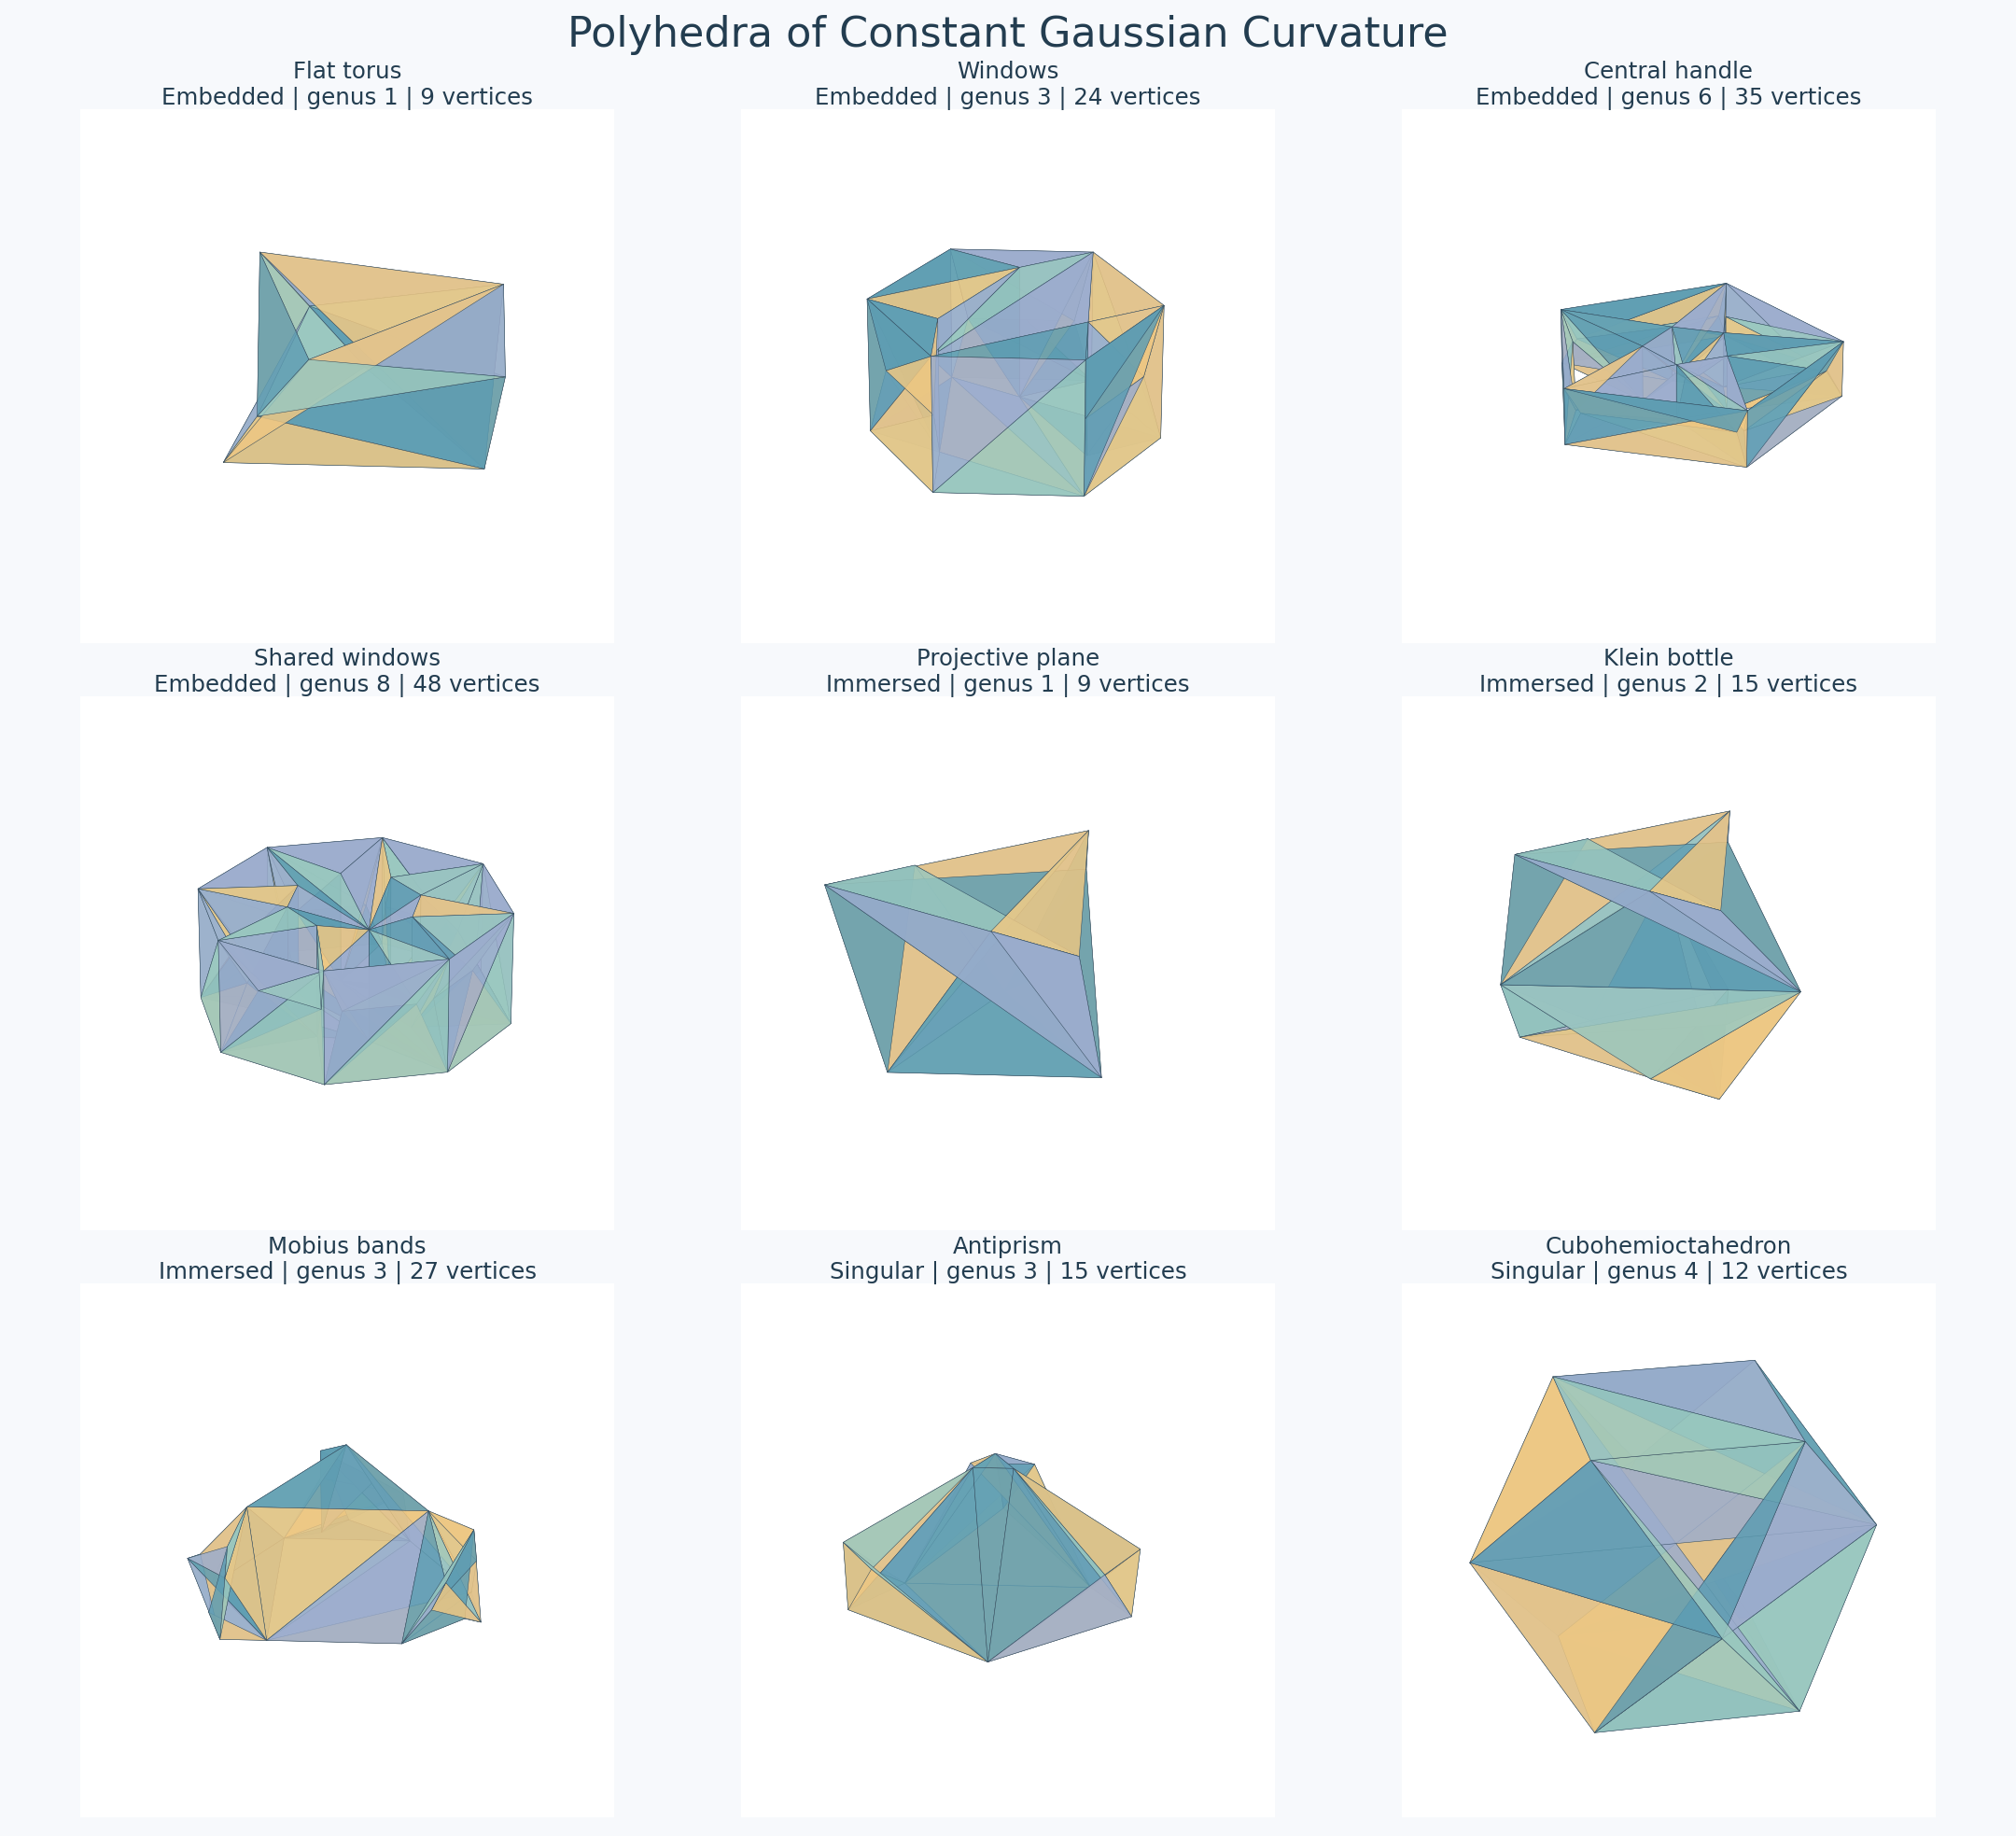 Polyhedra of Constant Gaussian Curvature
Flat torus
Embedded | genus 1 | 9 vertices
Windows
Embedded | genus 3 | 24 vertices
Central handle
Embedded | genus 6 | 35 vertices
Shared windows
Embedded | genus 8 | 48 vertices
Projective plane
Immersed | genus 1 | 9 vertices
Klein bottle
Immersed | genus 2 | 15 vertices
Mobius bands
Immersed | genus 3 | 27 vertices
Antiprism
Singular | genus 3 | 15 vertices
Cubohemioctahedron
Singular | genus 4 | 12 vertices